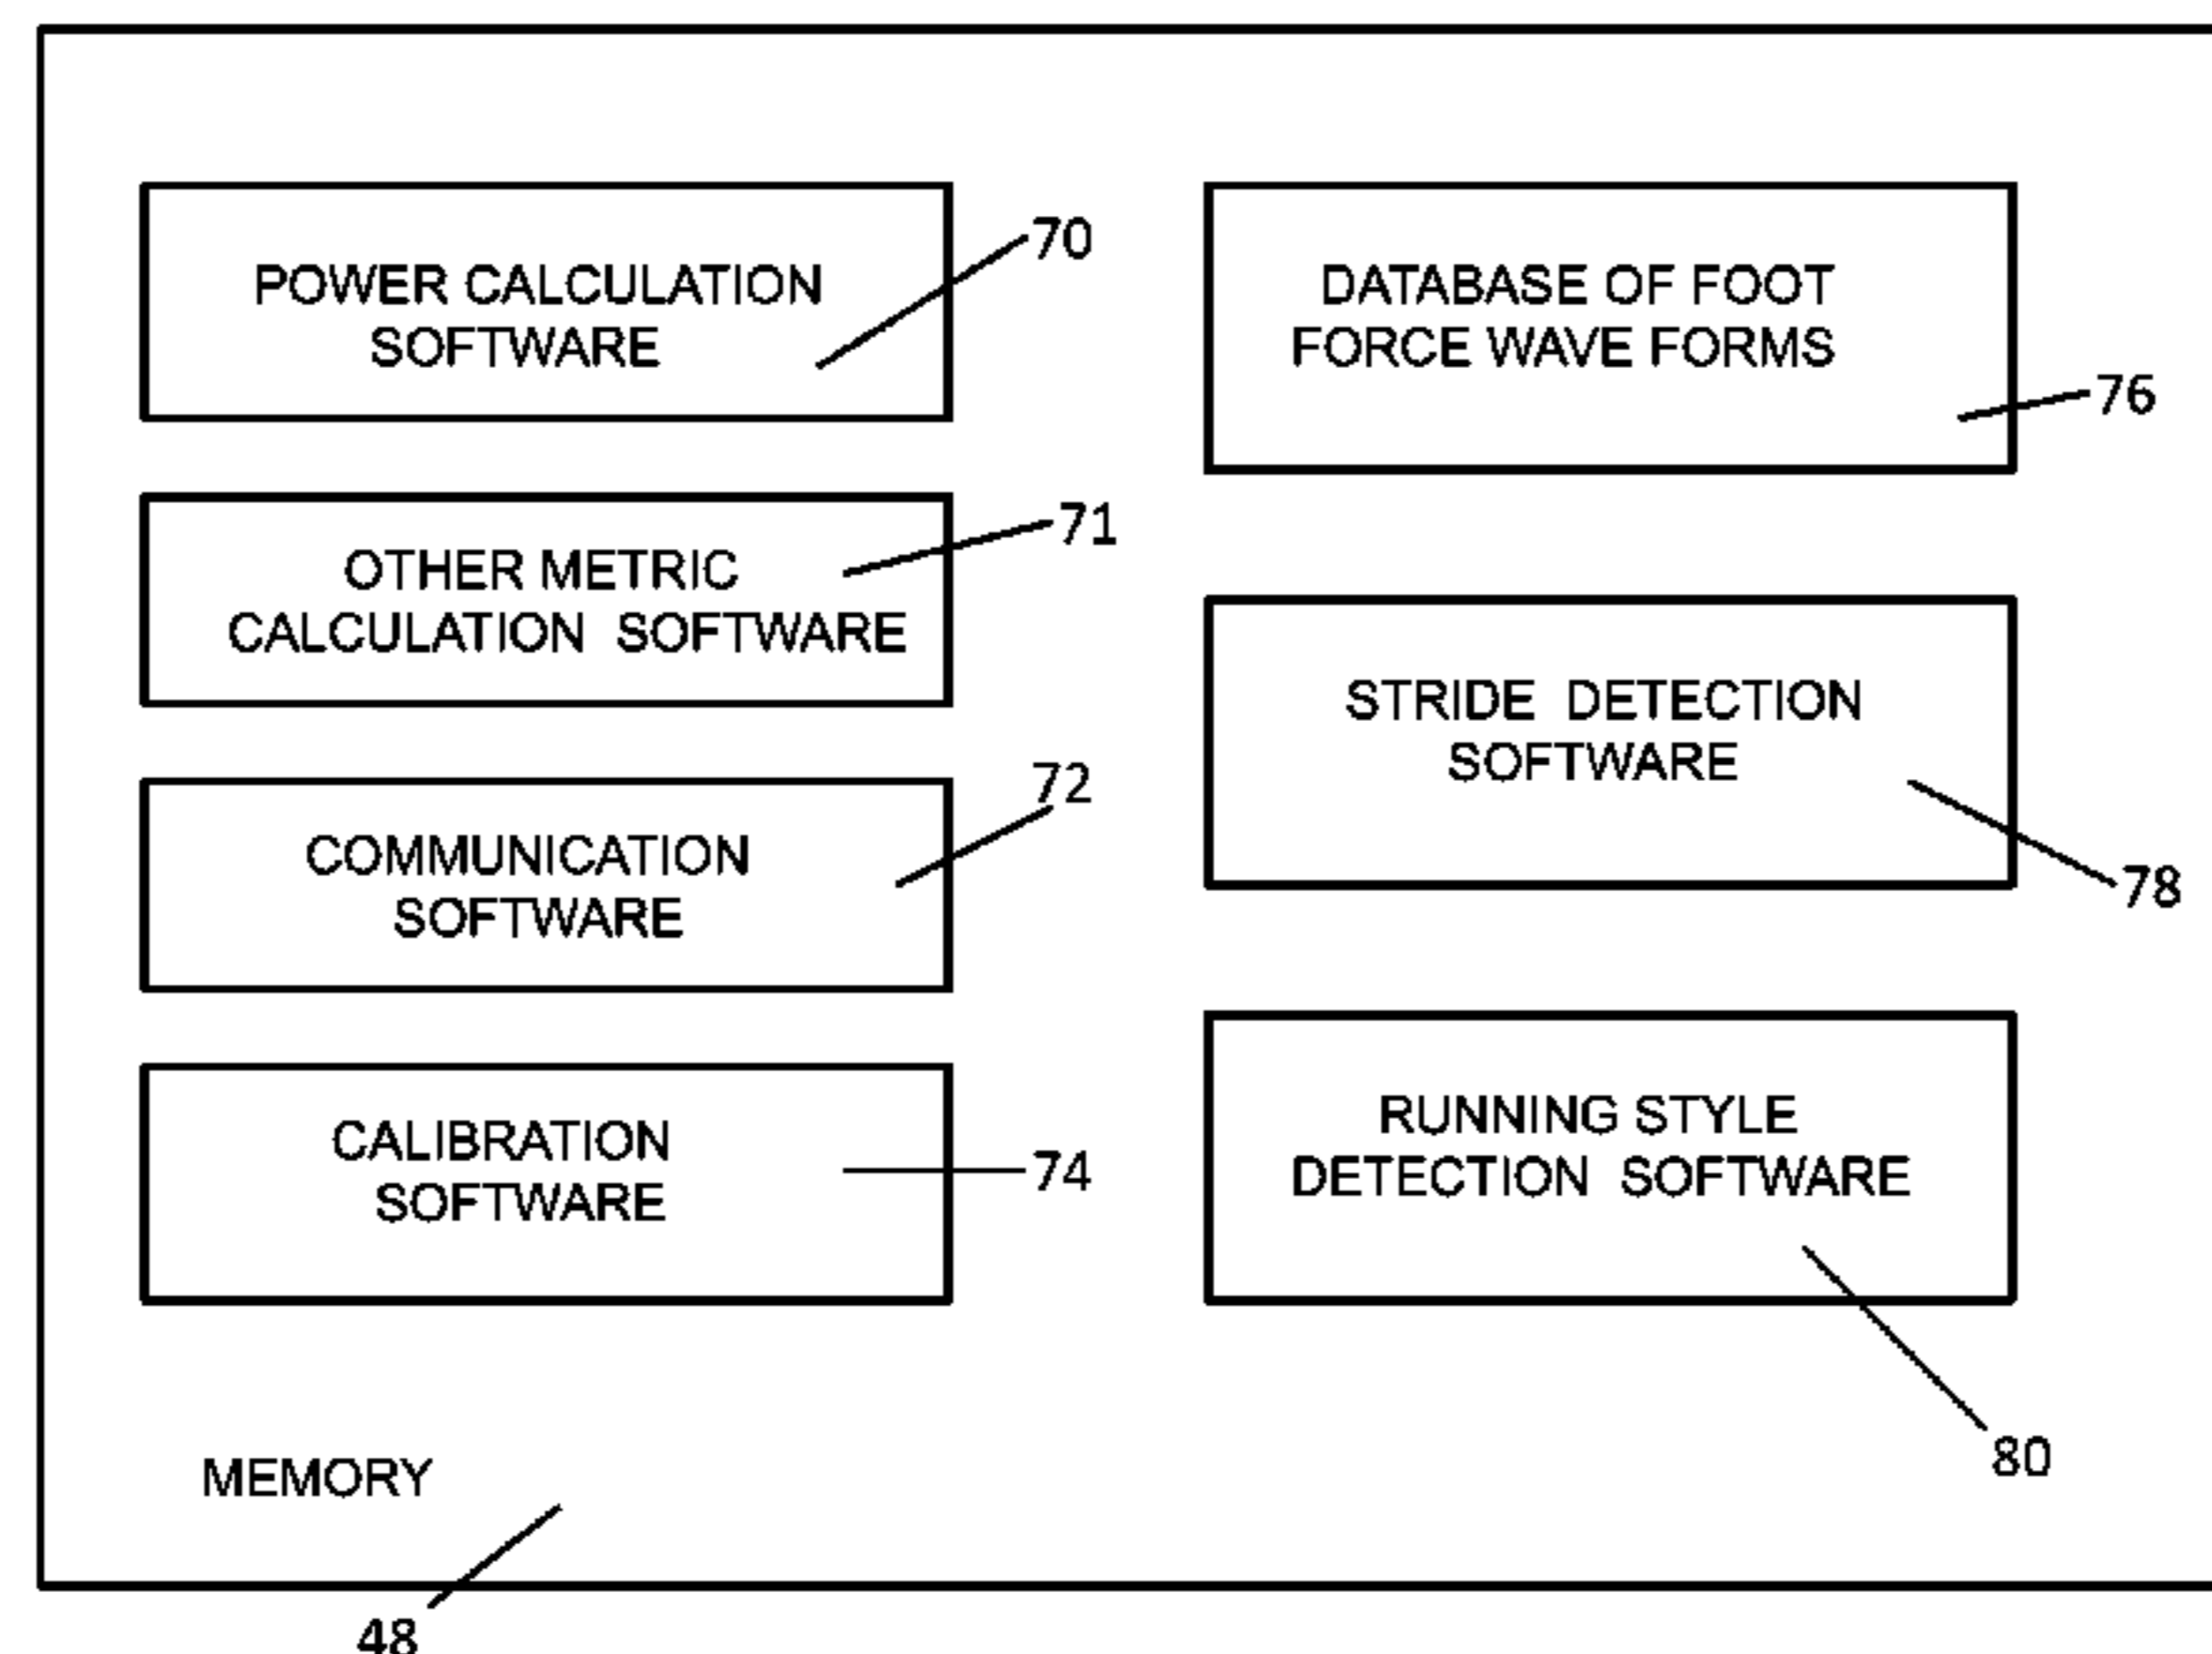 POWER CALCULATION
SOFTWARE
70
OTHER METRIC
CALCULATION SOFTWARE
71
COMMUNICATION
SOFTWARE
72
CALIBRATION
SOFTWARE
74
DATABASE OF FOOT
FORCE WAVE FORMS
76
STRIDE DETECTION
SOFTWARE
78
RUNNING STYLE
DETECTION SOFTWARE
80
MEMORY
48